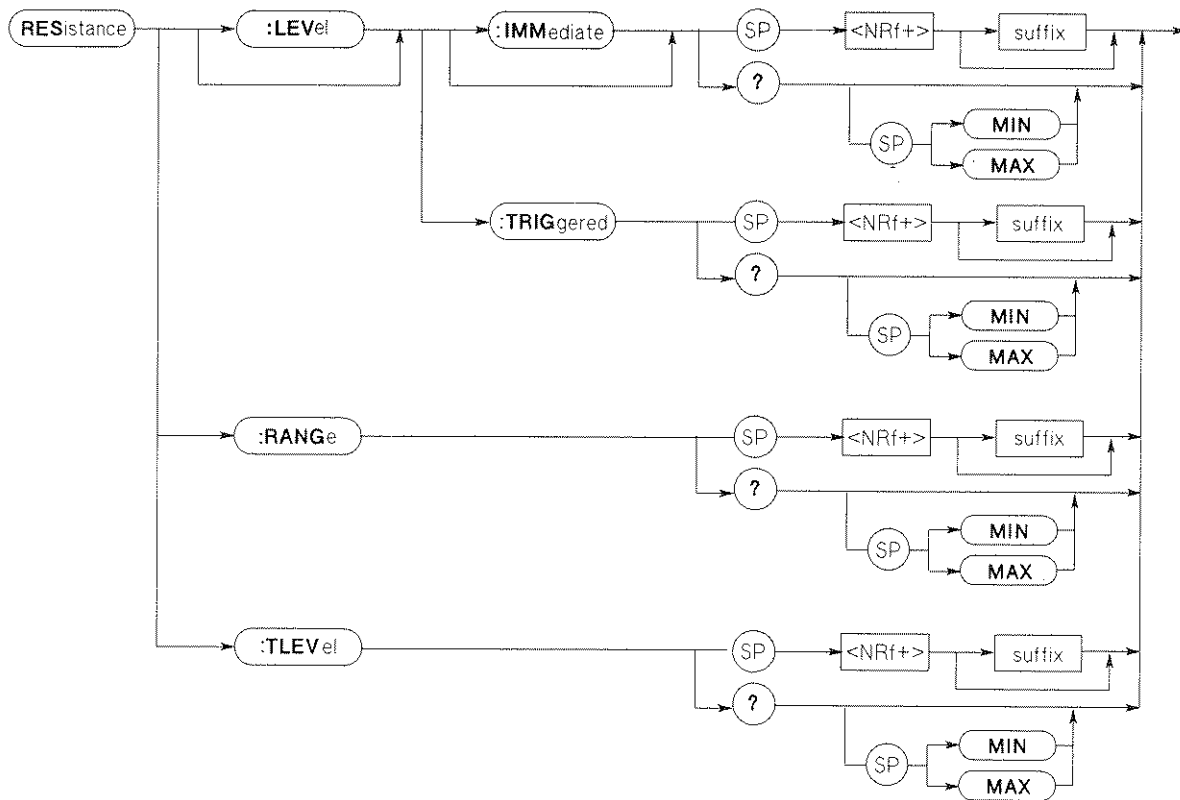 RESistance :LEVel :IMMediate SP <NRf+> suffix
?
SP MIN
MAX
:TRIGgered SP <NRf+> suffix
?
SP MIN
MAX
:RANGe SP <NRf+> suffix
?
SP MIN
MAX
:TLEVel SP <NRf+> suffix
?
SP MIN
MAX